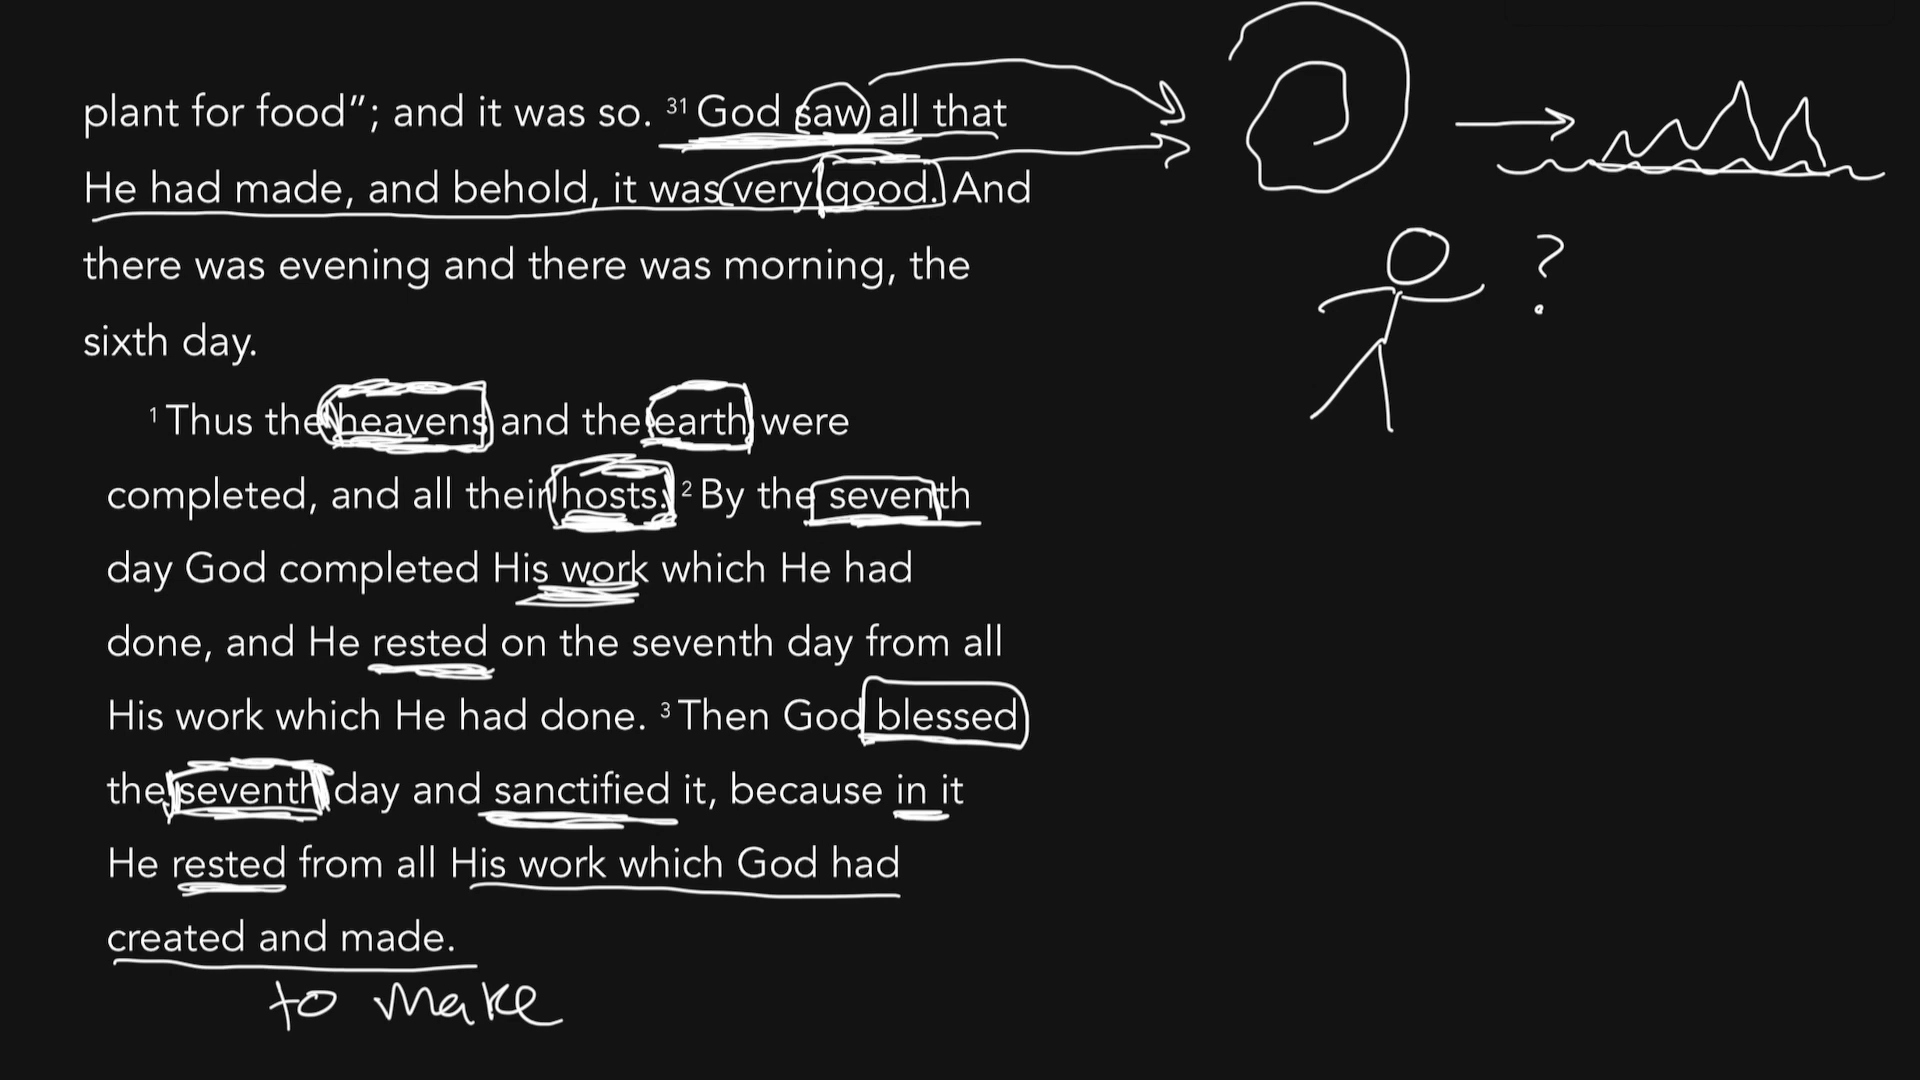 plant for food”; and it was so. 31 God saw all that
He had made, and behold, it was very good. And
there was evening and there was morning, the
sixth day.
1 Thus the heavens and the earth were
completed, and all their hosts. 2 By the seventh
day God completed His work which He had
done, and He rested on the seventh day from all
His work which He had done. 3 Then God blessed
the seventh day and sanctified it, because in it
He rested from all His work which God had
created and made.
to make
?